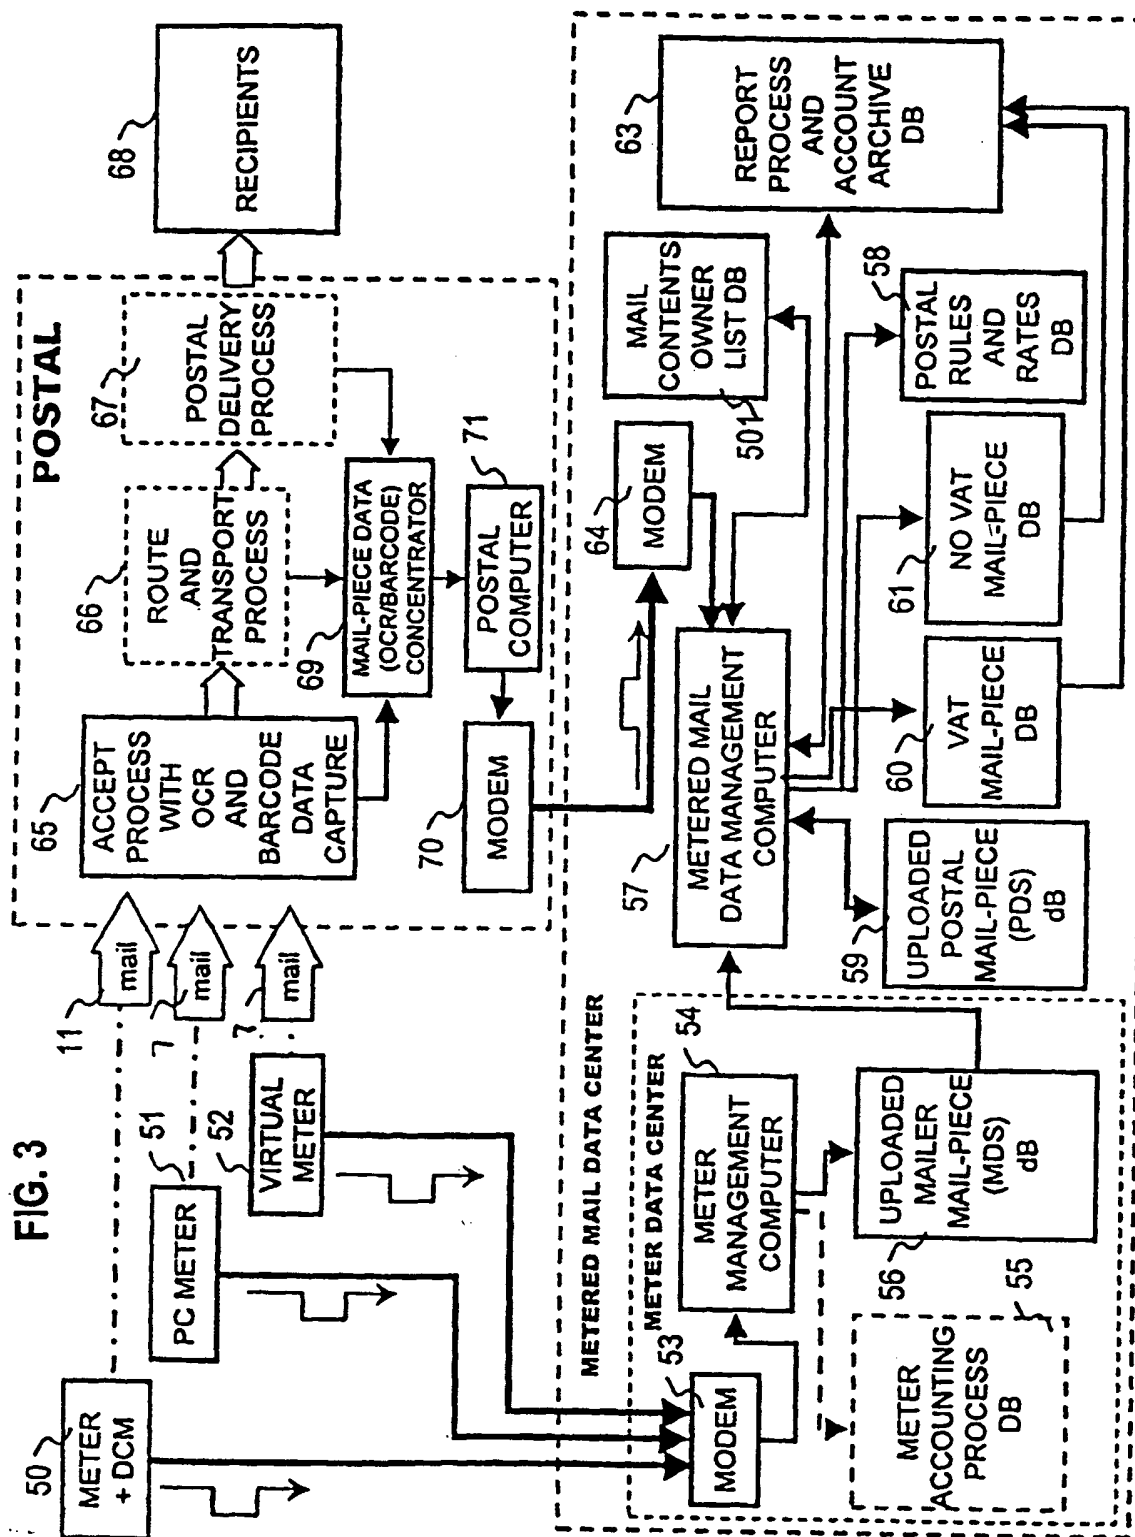 FIG. 3
50
METER
+ DCM
51
PC METER
52
VIRTUAL
METER
11
mail
7
mail
7
mail
POSTAL
65
ACCEPT
PROCESS
WITH
OCR
AND
BARCODE
DATA
CAPTURE
66
ROUTE
AND
TRANSPORT
PROCESS
67
POSTAL
DELIVERY
PROCESS
68
RECIPIENTS
69
MAIL-PIECE DATA
(OCR/BARCODE)
CONCENTRATOR
71
POSTAL
COMPUTER
70
MODEM
METERED MAIL DATA CENTER
METER DATA CENTER
53
MODEM
54
METER
MANAGEMENT
COMPUTER
55
METER
ACCOUNTING
PROCESS
DB
56
UPLOADED
MAILER
MAIL-PIECE
(MDS)
dB
57
METERED MAIL
DATA MANAGEMENT
COMPUTER
64
MODEM
501
MAIL
CONTENTS
OWNER
LIST DB
63
REPORT
PROCESS
AND
ACCOUNT
ARCHIVE
DB
59
UPLOADED
POSTAL
MAIL-PIECE
(PDS)
dB
60
VAT
MAIL-PIECE
DB
61
NO VAT
MAIL=PIECE
DB
58
POSTAL
RULES
AND
RATES
DB